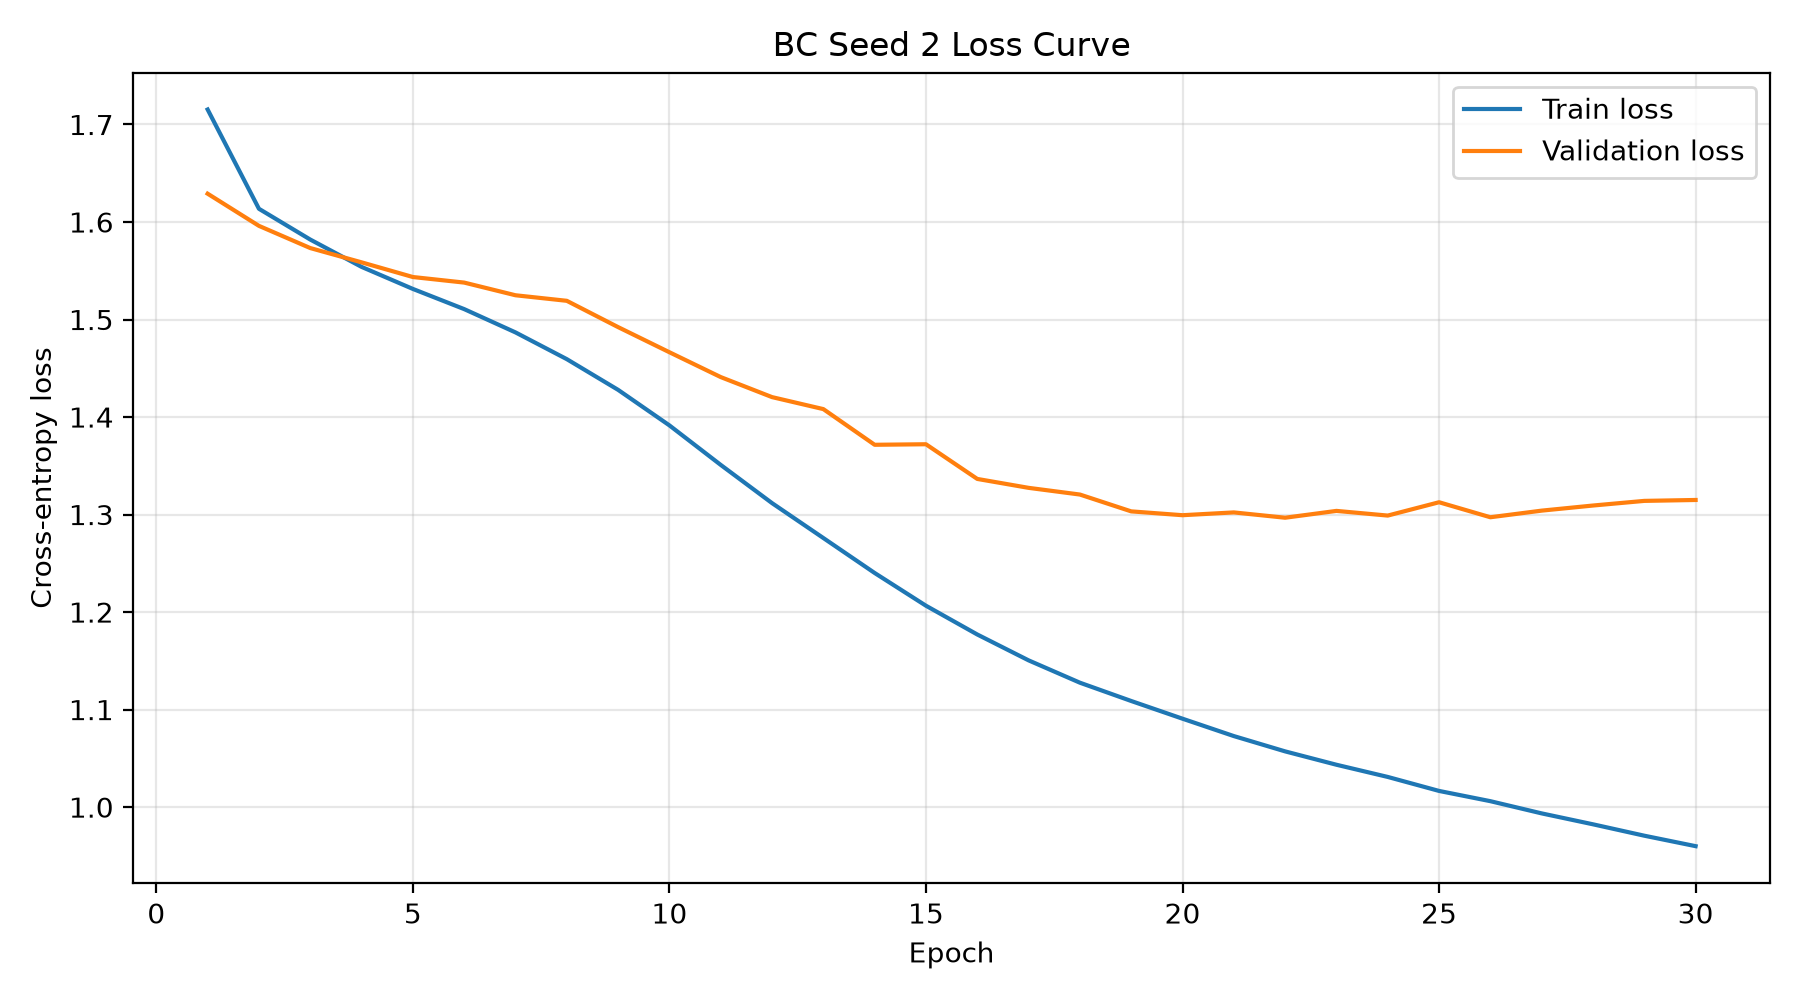 BC Seed 2 Loss Curve
Train loss
Validation loss
Cross-entropy loss
1.7
1.6
1.5
1.4
1.3
1.2
1.1
1.0
0 5 10 15 20 25 30
Epoch